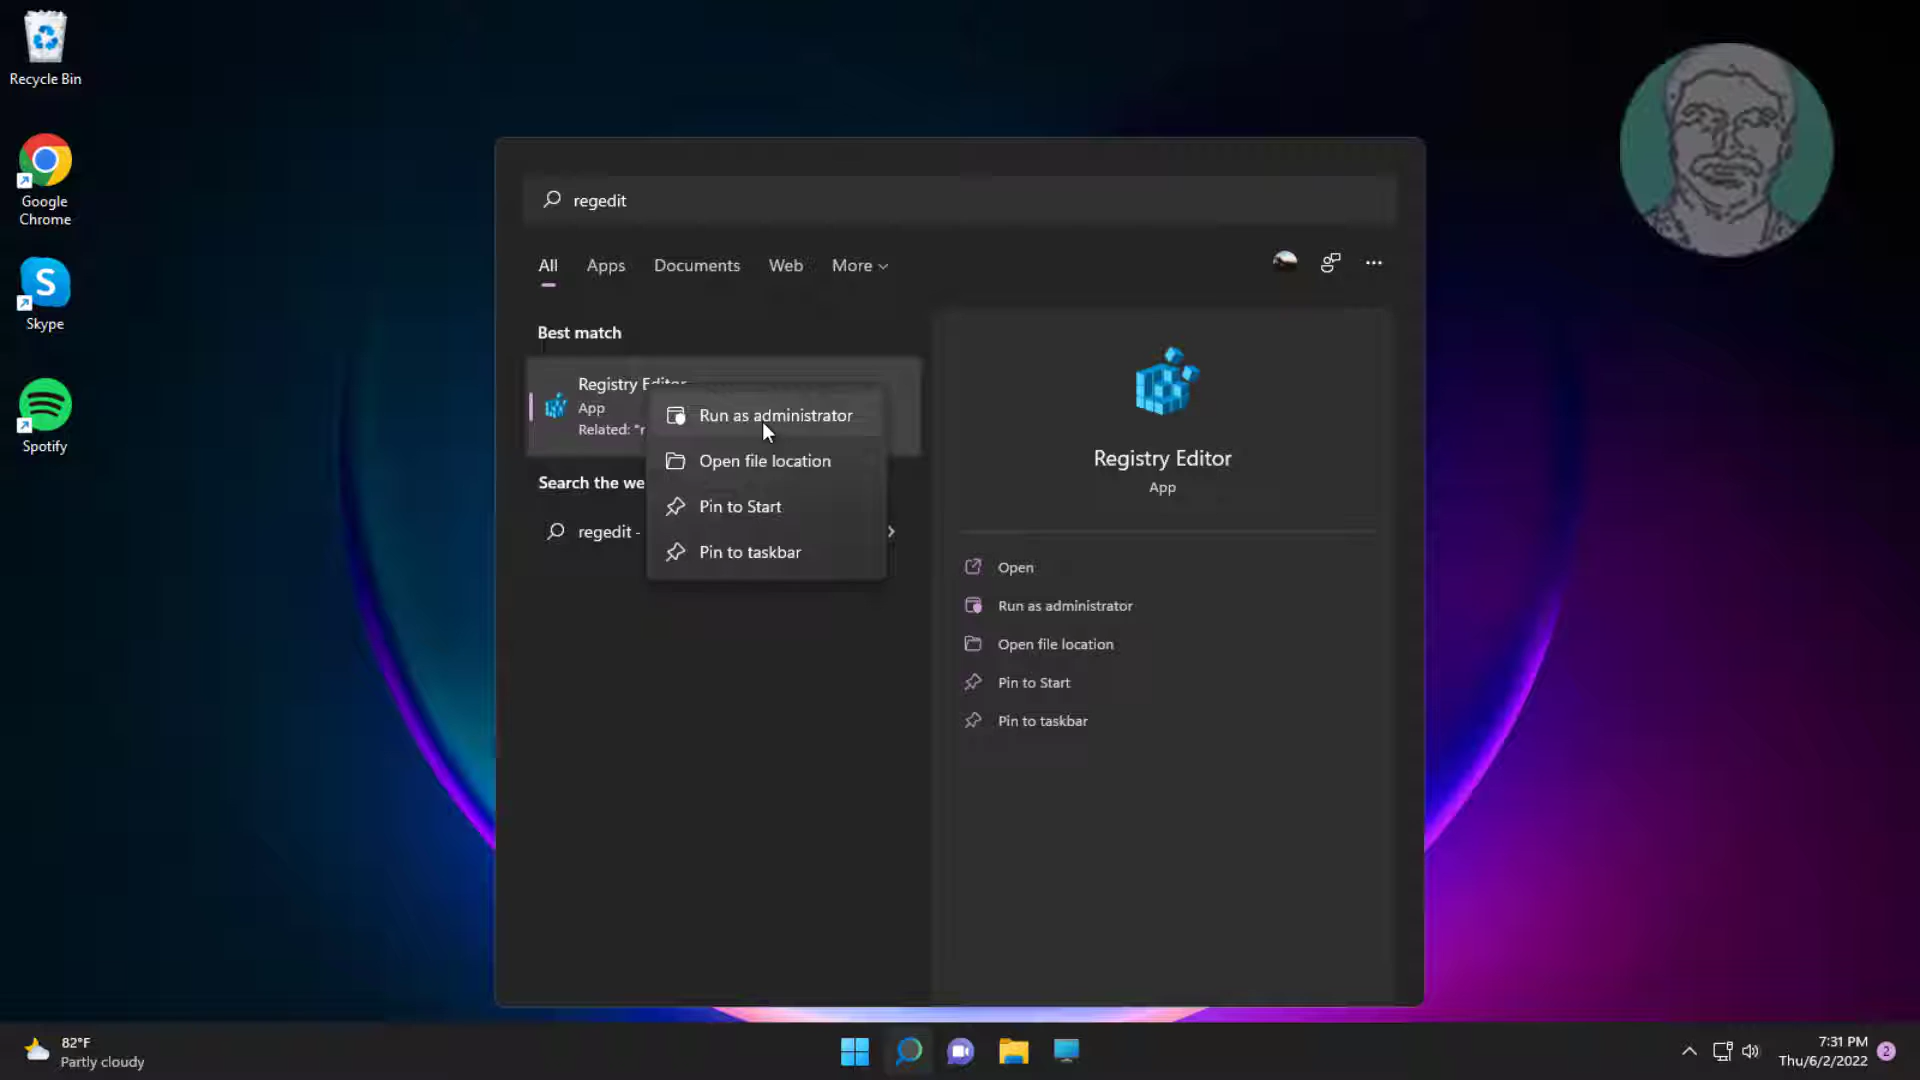 Recycle Bin
Google
Chrome
Skype
Spotify
regedit
All Apps Documents Web More
Best match
Registry Editor
App
Related: "r
Search the we
regedit -
Run as administrator
Open file location
Pin to Start
Pin to taskbar
Registry Editor
App
Open
Run as administrator
Open file location
Pin to Start
Pin to taskbar
82°F
Partly cloudy
7:31 PM
Thu/6/2/2022
2